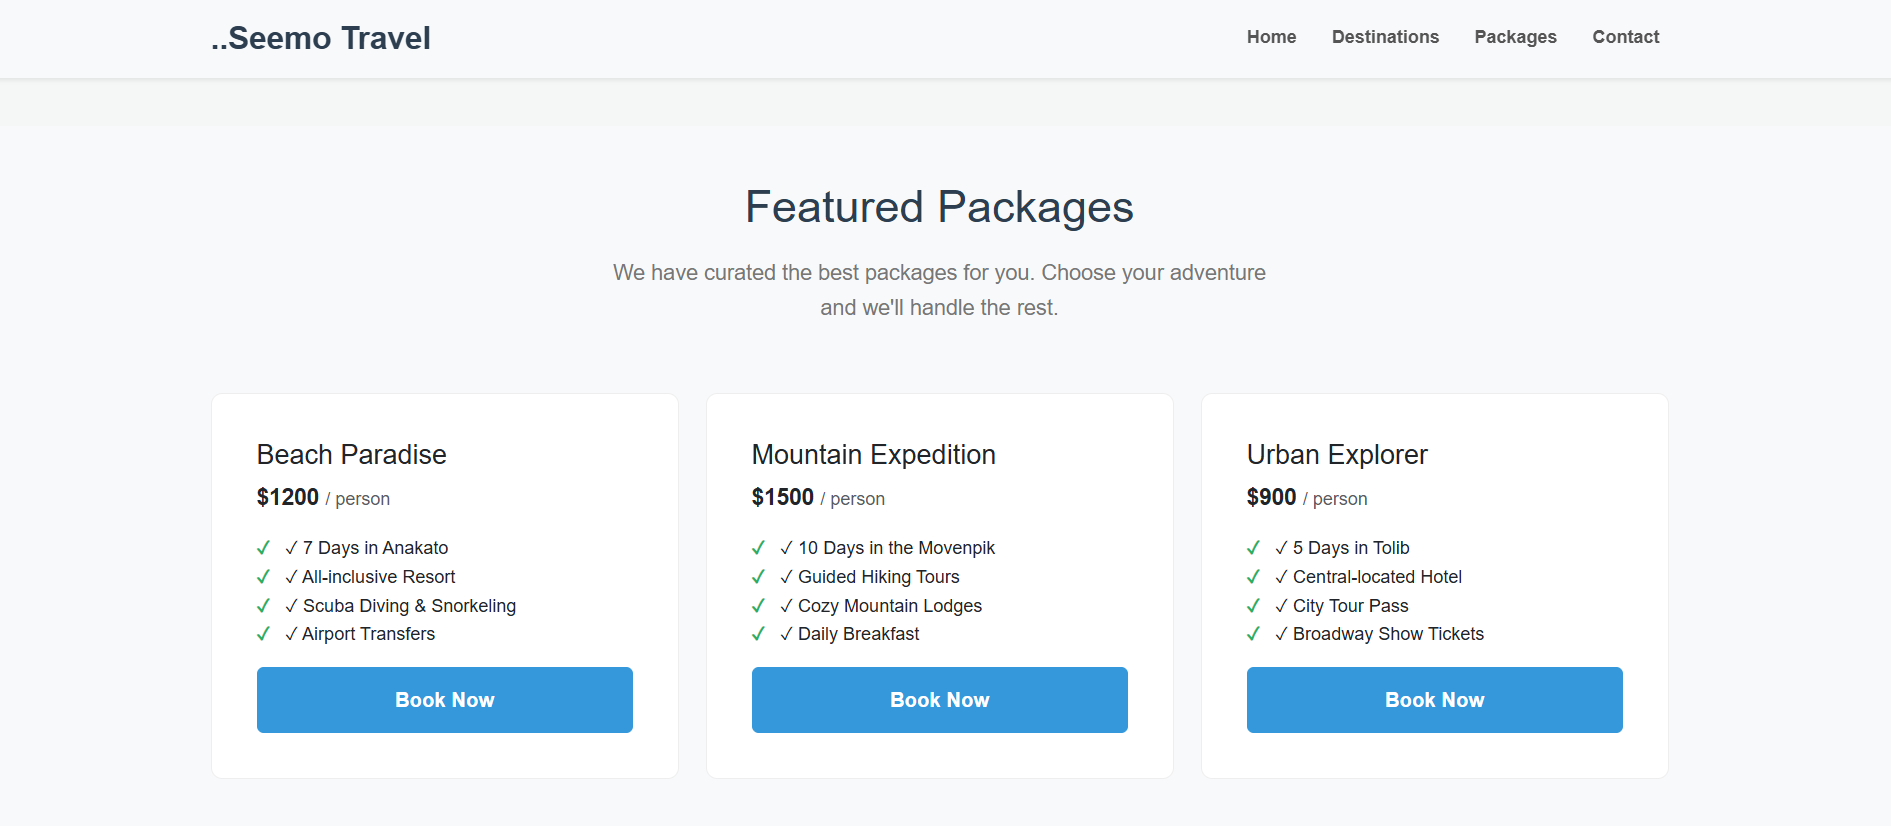 ..Seemo Travel
Home Destinations Packages Contact
Featured Packages
We have curated the best packages for you. Choose your adventure
and we'll handle the rest.
Beach Paradise
$1200 / person
✓ ✓ 7 Days in Anakato
✓ ✓ All-inclusive Resort
✓ ✓ Scuba Diving & Snorkeling
✓ ✓ Airport Transfers
Book Now
Mountain Expedition
$1500 / person
✓ ✓ 10 Days in the Movenpik
✓ ✓ Guided Hiking Tours
✓ ✓ Cozy Mountain Lodges
✓ ✓ Daily Breakfast
Book Now
Urban Explorer
$900 / person
✓ ✓ 5 Days in Tolib
✓ ✓ Central-located Hotel
✓ ✓ City Tour Pass
✓ ✓ Broadway Show Tickets
Book Now